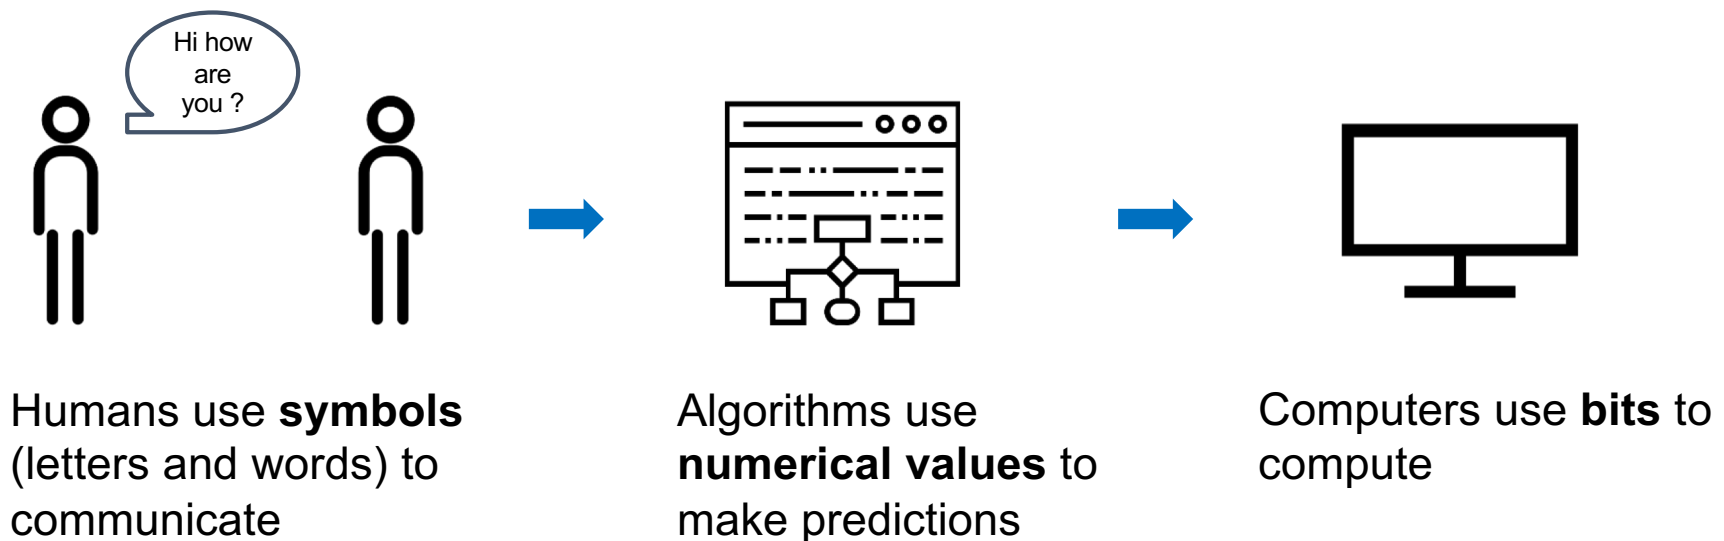 Hi how
are
you ?
Humans use symbols
(letters and words) to
communicate
Algorithms use
numerical values to
make predictions
Computers use bits to
compute